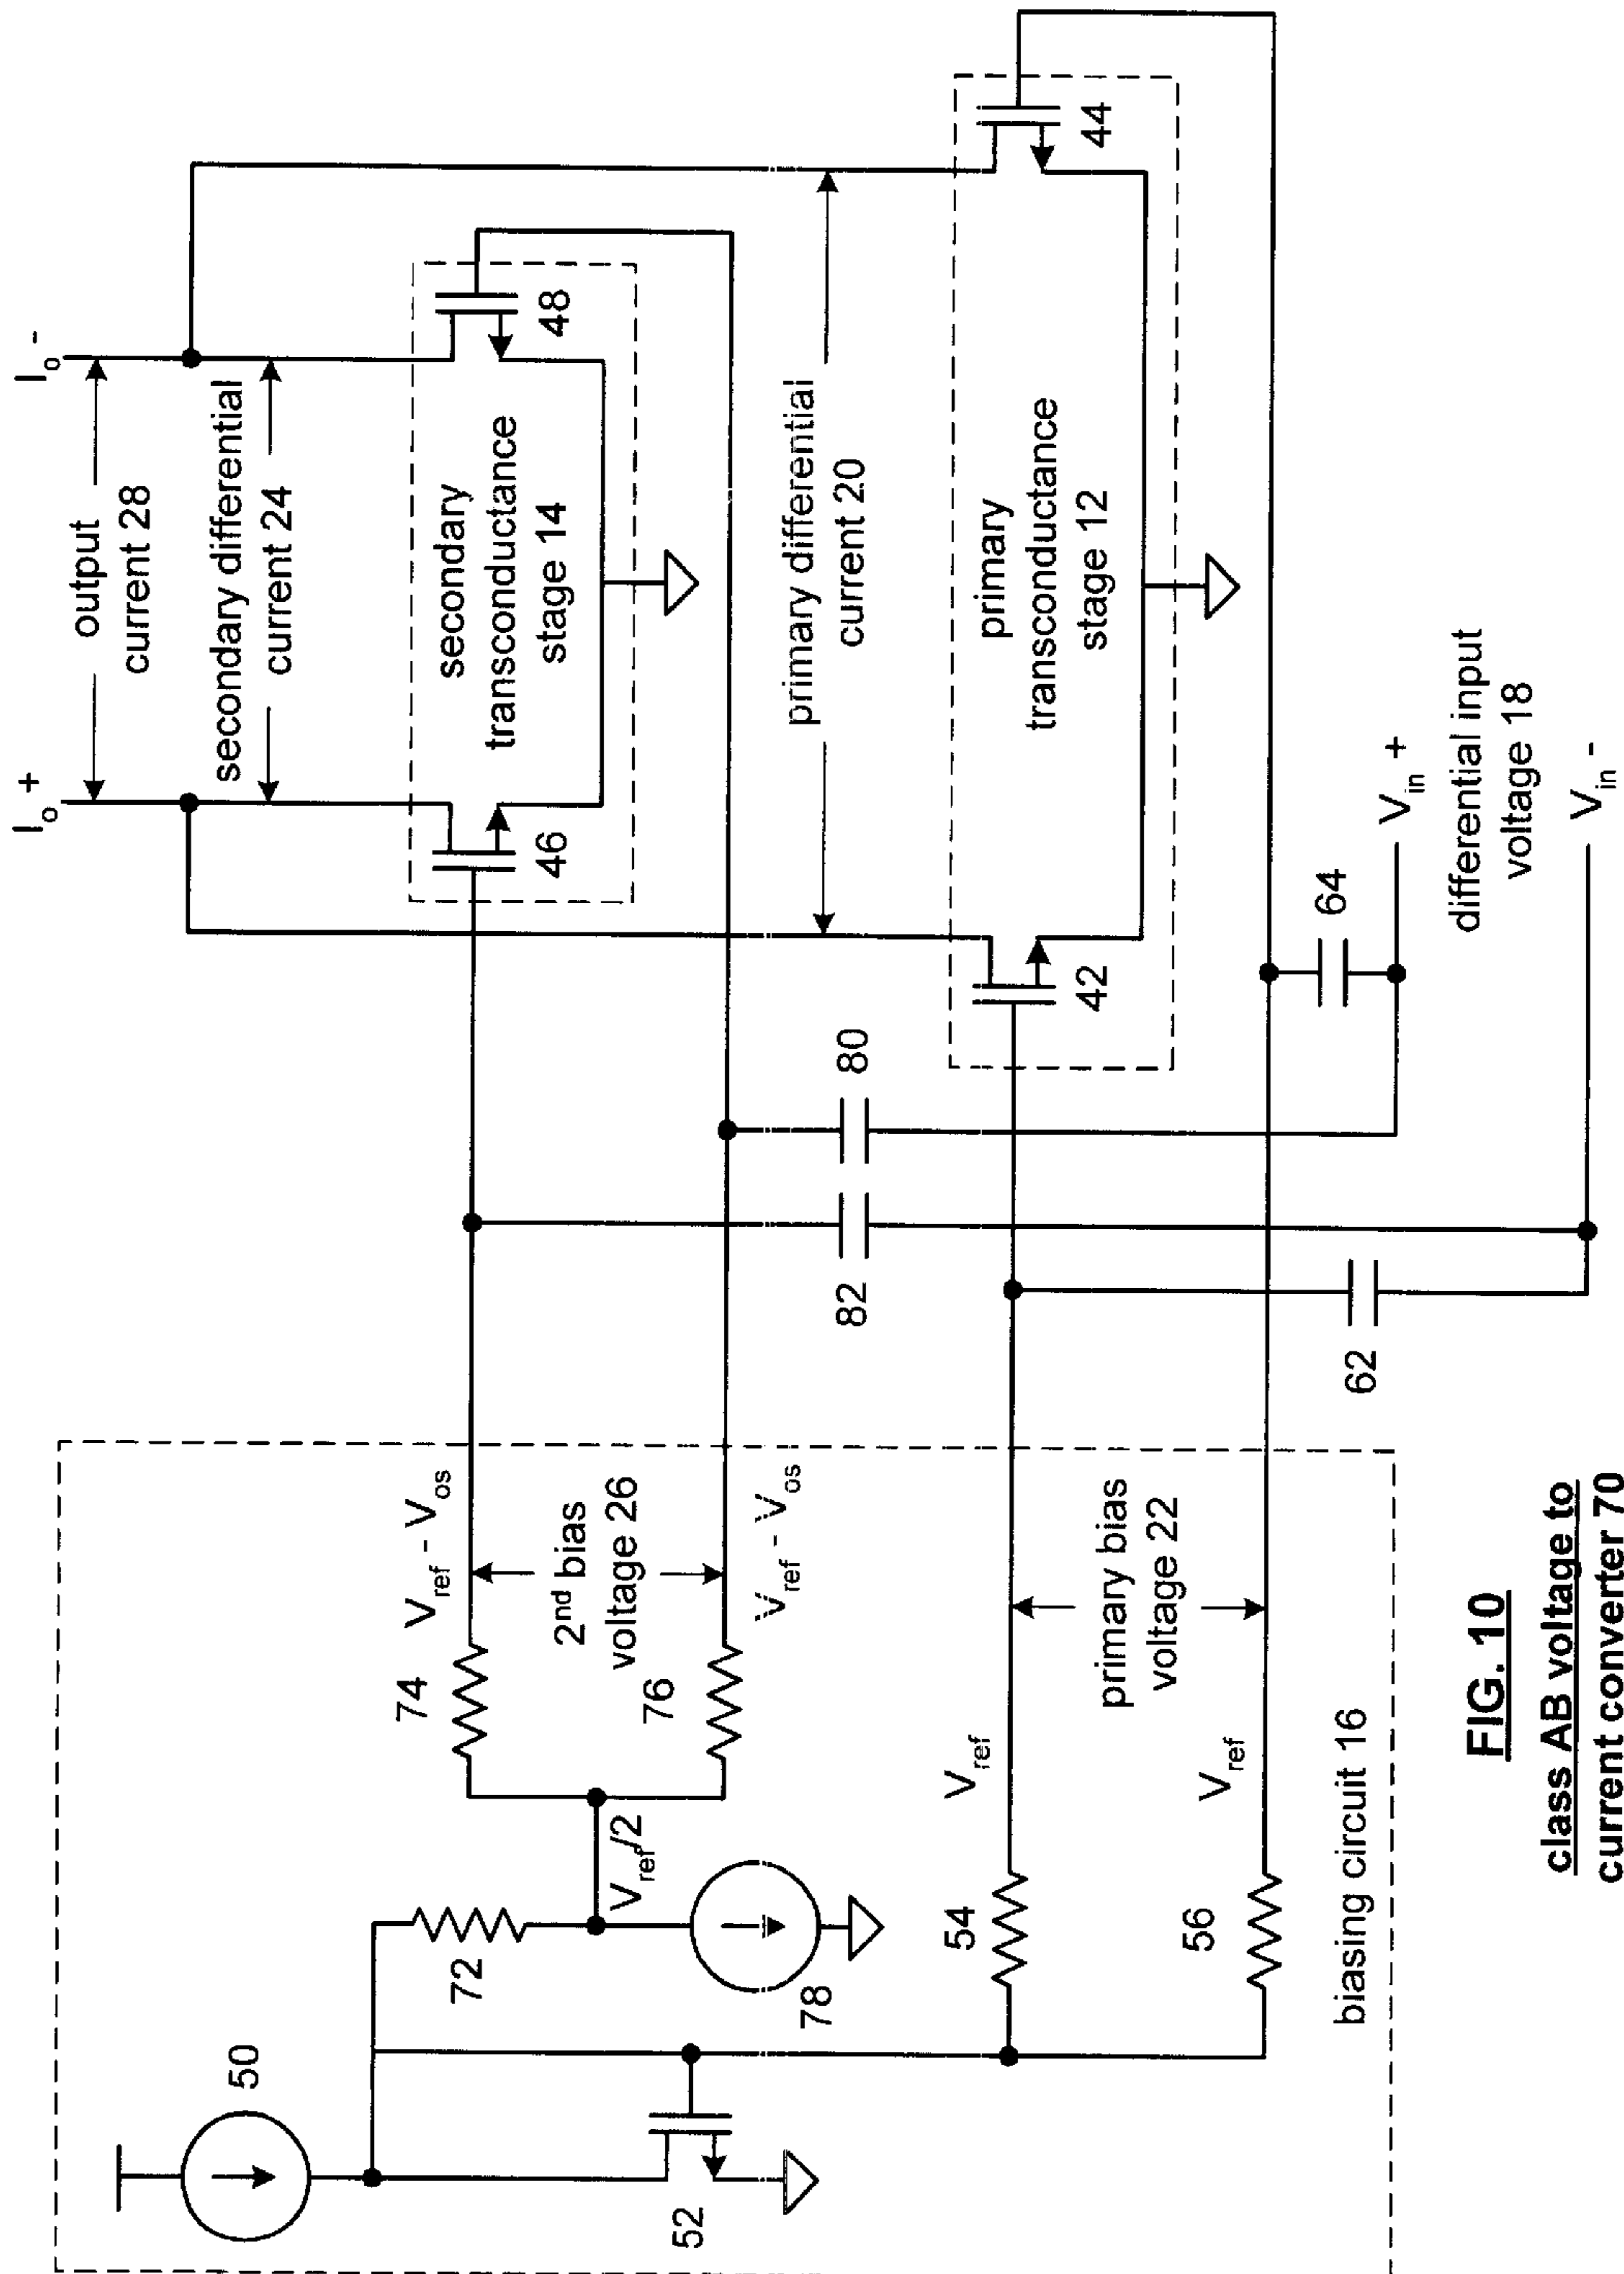 I_o +
I_o -
output
current 28
secondary differential
current 24
50
72
74
V_ref - V_os
46
secondary
transconductance
stage 14
48
V_ref/2
2nd bias
voltage 26
52
78
76
V_ref - V_os
82
80
primary differential
current 20
54
V_ref
42
primary
transconductance
stage 12
44
primary bias
voltage 22
56
V_ref
62
64
V_in +
differential input
voltage 18
V_in -
biasing circuit 16
FIG. 10
class AB voltage to
current converter 70